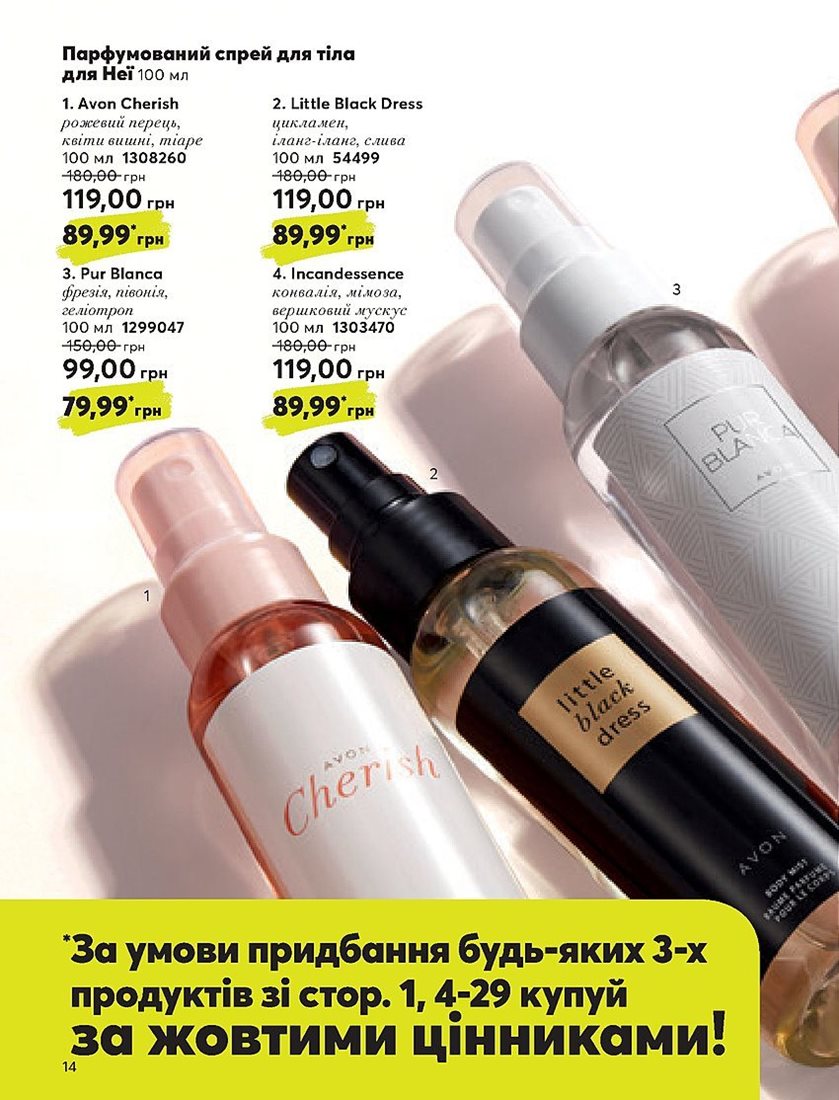 Парфумований спрей для тіла
для Неї 100 мл
1. Avon Cherish
рожевий перець,
квіти вишні, тіаре
100 мл 1308260
180,00 грн
119,00 грн
89,99* грн
2. Little Black Dress
цикламен,
іланг-іланг, слива
100 мл 54499
180,00 грн
119,00 грн
89,99* грн
3. Pur Blanca
фрезія, півонія,
геліотроп
100 мл 1299047
150,00 грн
99,00 грн
79,99* грн
4. Incandessence
конвалія, мімоза,
вершковий мускус
100 мл 1303470
180,00 грн
119,00 грн
89,99* грн
3
PUR
BLANCA
AVON
2
1
little
black
dress
AVON
BODY MIST
BRUME PARFUMÉE
POUR LE CORPS
AVON
Cherish
*За умови придбання будь-яких 3-х
продуктів зі стор. 1, 4-29 купуй
за жовтими цінниками!
14